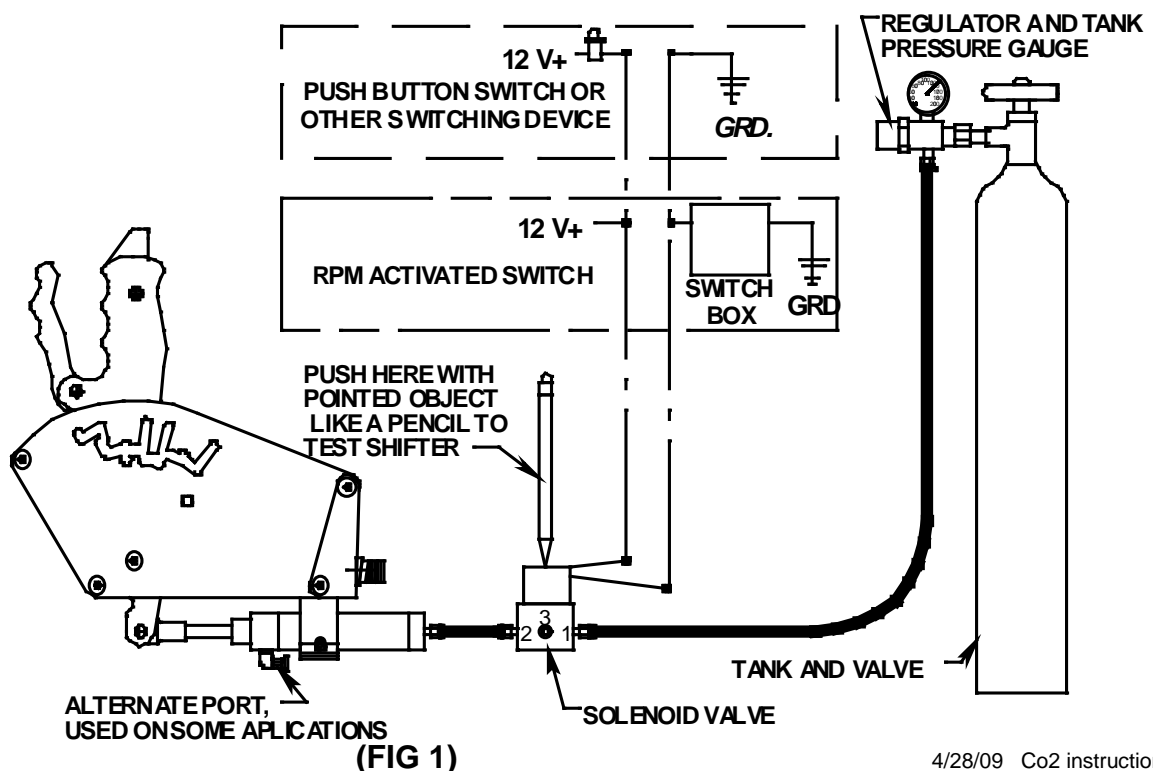 REGULATOR AND TANK
PRESSURE GAUGE
12 V+
PUSH BUTTON SWITCH OR
OTHER SWITCHING DEVICE
GRD.
12 V+
RPM ACTIVATED SWITCH
SWITCH
BOX
GRD
PUSH HERE WITH
POINTED OBJECT
LIKE A PENCIL TO
TEST SHIFTER
3
2 1
TANK AND VALVE
ALTERNATE PORT,
USED ON SOME APLICATIONS
SOLENOID VALVE
(FIG 1)
4/28/09 Co2 instruction